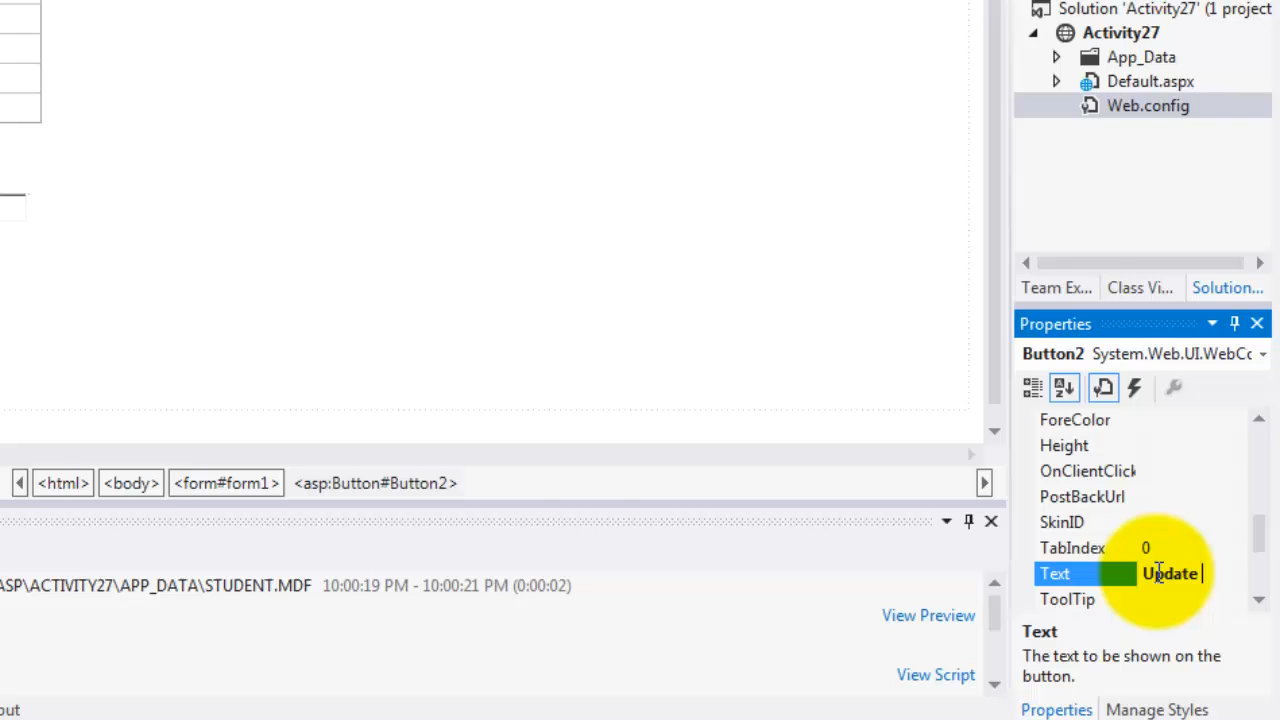 Solution 'Activity27' (1 project
Activity27
App_Data
Default.aspx
Web.config
Team Ex...
Class Vi...
Solution...
Properties
Button2 System.Web.UI.WebCo
ForeColor
Height
OnClientClick
PostBackUrl
SkinID
TabIndex 0
Text Update
ToolTip
Text
The text to be shown on the
button.
Properties
Manage Styles
<html>
<body>
<form#form1>
<asp:Button#Button2>
ASP\ACTIVITY27\APP_DATA\STUDENT.MDF 10:00:19 PM - 10:00:21 PM (0:00:02)
View Preview
View Script
out